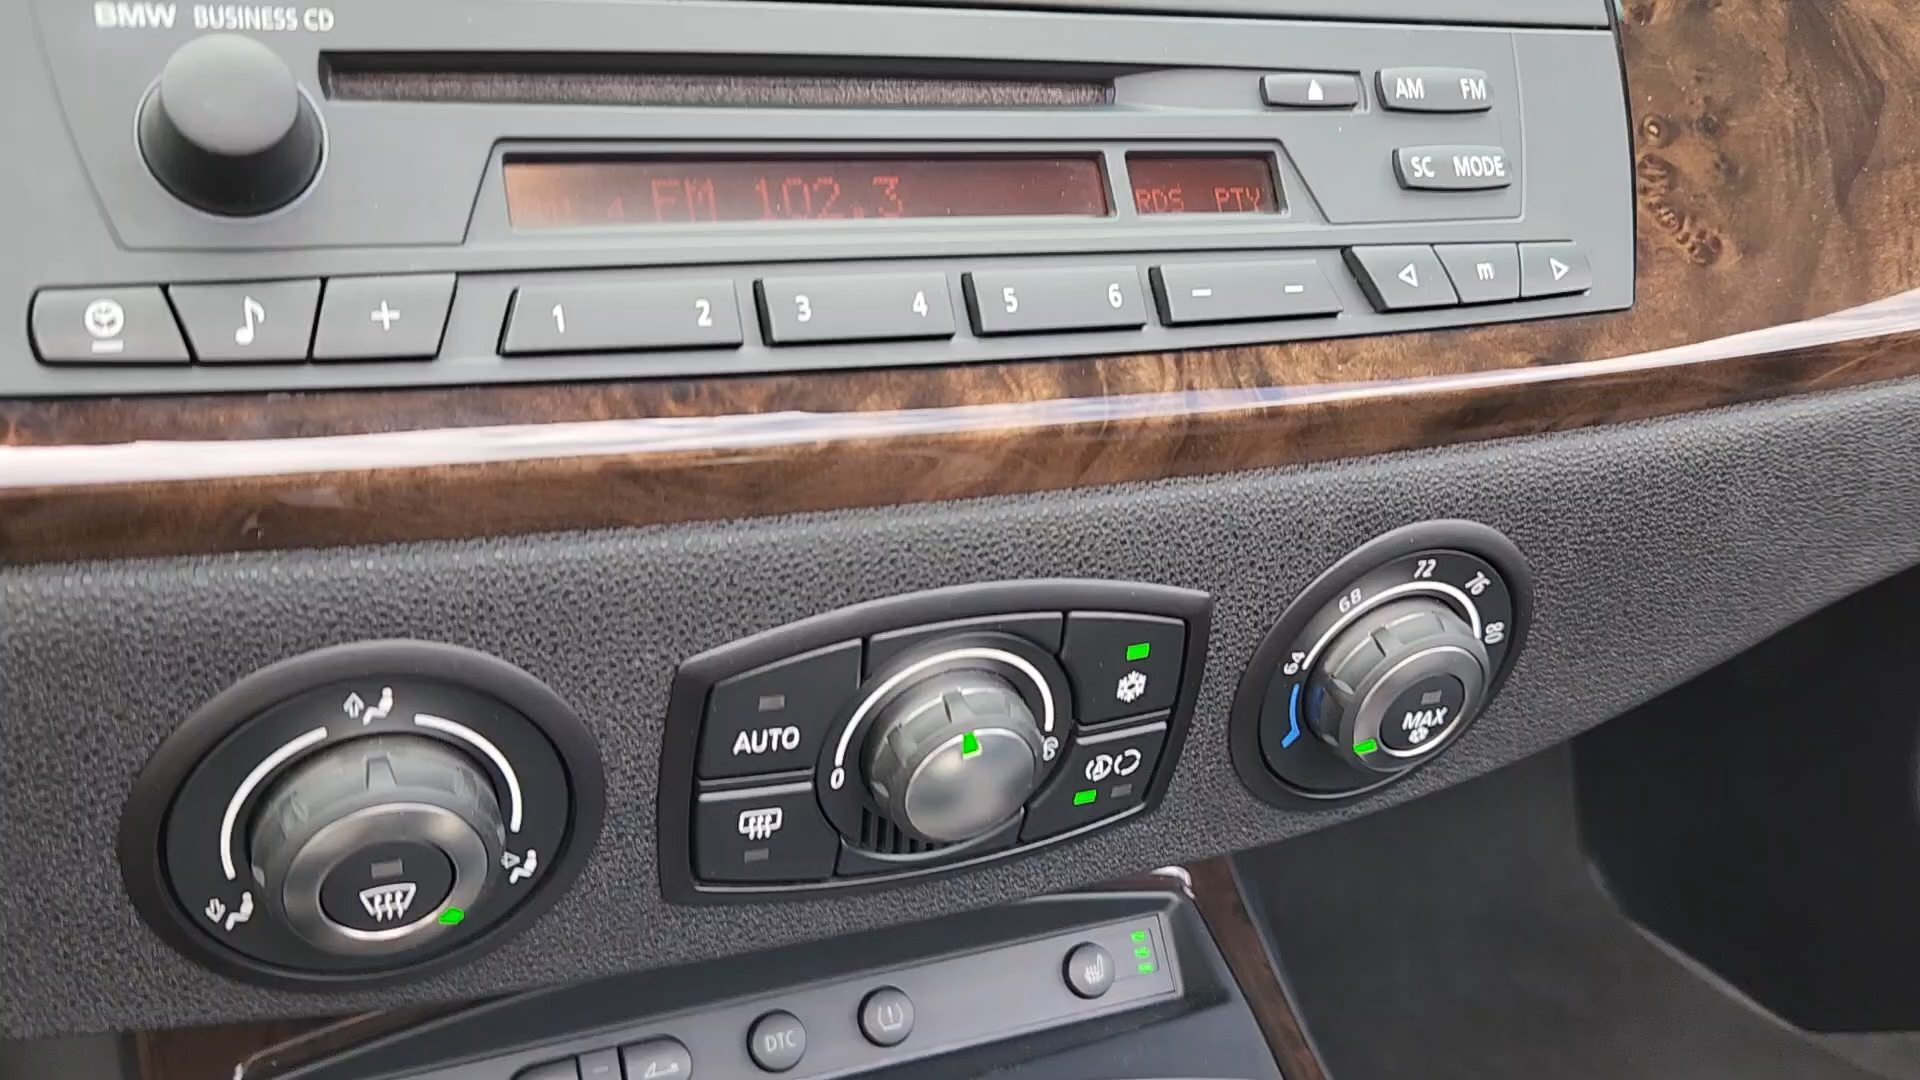 BMW BUSINESS CD
AM FM
SC MODE
FM 102.3
RDS PTY
1 2 3 4 5 6 − − m
72
76
68
80
64
MAX
AUTO
0
A
DTC